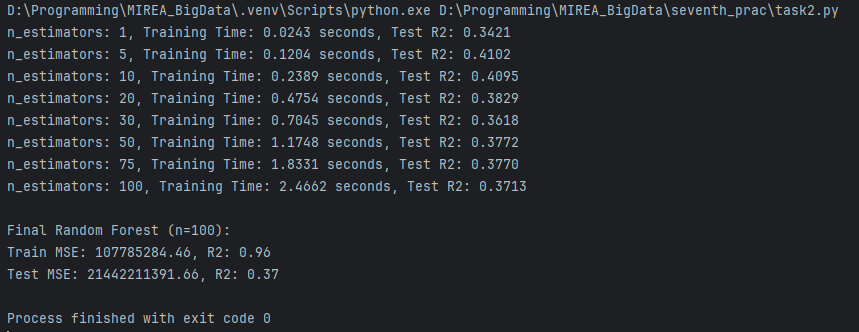 D:\Programming\MIREA_BigData\.venv\Scripts\python.exe D:\Programming\MIREA_BigData\seventh_prac\task2.py
n_estimators: 1, Training Time: 0.0243 seconds, Test R2: 0.3421
n_estimators: 5, Training Time: 0.1204 seconds, Test R2: 0.4102
n_estimators: 10, Training Time: 0.2389 seconds, Test R2: 0.4095
n_estimators: 20, Training Time: 0.4754 seconds, Test R2: 0.3829
n_estimators: 30, Training Time: 0.7045 seconds, Test R2: 0.3618
n_estimators: 50, Training Time: 1.1748 seconds, Test R2: 0.3772
n_estimators: 75, Training Time: 1.8331 seconds, Test R2: 0.3770
n_estimators: 100, Training Time: 2.4662 seconds, Test R2: 0.3713
Final Random Forest (n=100):
Train MSE: 107785284.46, R2: 0.96
Test MSE: 21442211391.66, R2: 0.37
Process finished with exit code 0